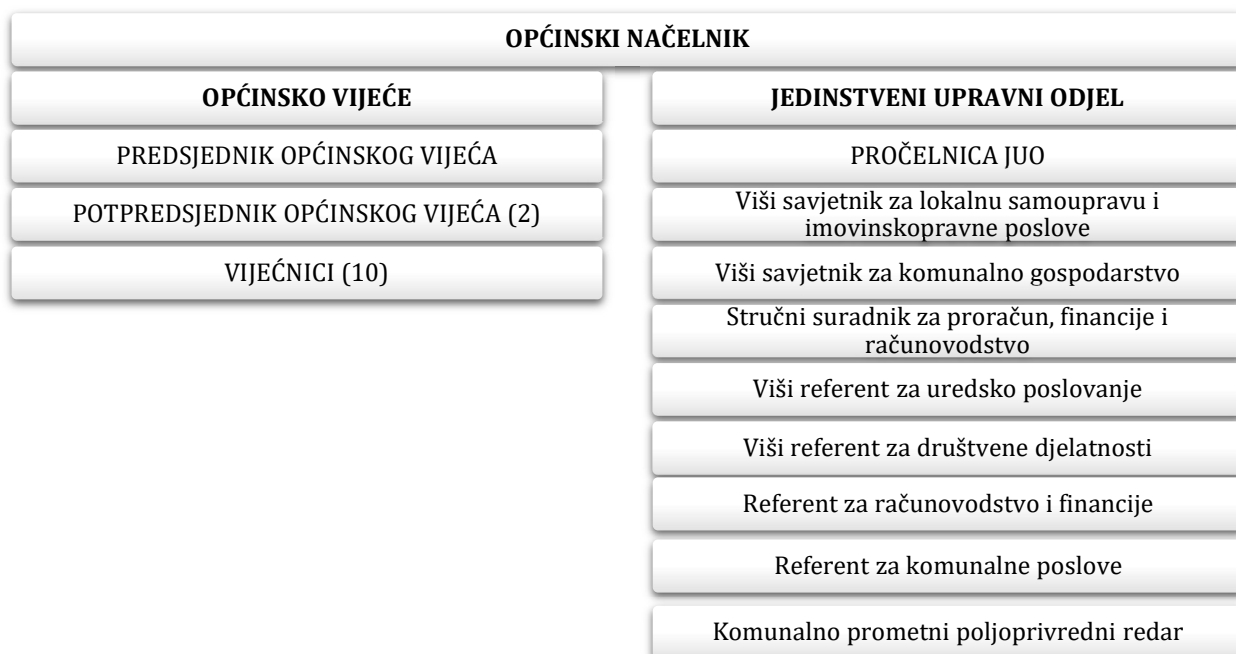 OPĆINSKI NAČELNIK
OPĆINSKO VIJEĆE
PREDSJEDNIK OPĆINSKOG VIJEĆA
POTPREDSJEDNIK OPĆINSKOG VIJEĆA (2)
VIJEĆNICI (10)
JEDINSTVENI UPRAVNI ODJEL
PROČELNICA JUO
Viši savjetnik za lokalnu samoupravu i
imovinskopravne poslove
Viši savjetnik za komunalno gospodarstvo
Stručni suradnik za proračun, financije i
računovodstvo
Viši referent za uredsko poslovanje
Viši referent za društvene djelatnosti
Referent za računovodstvo i financije
Referent za komunalne poslove
Komunalno prometni poljoprivredni redar